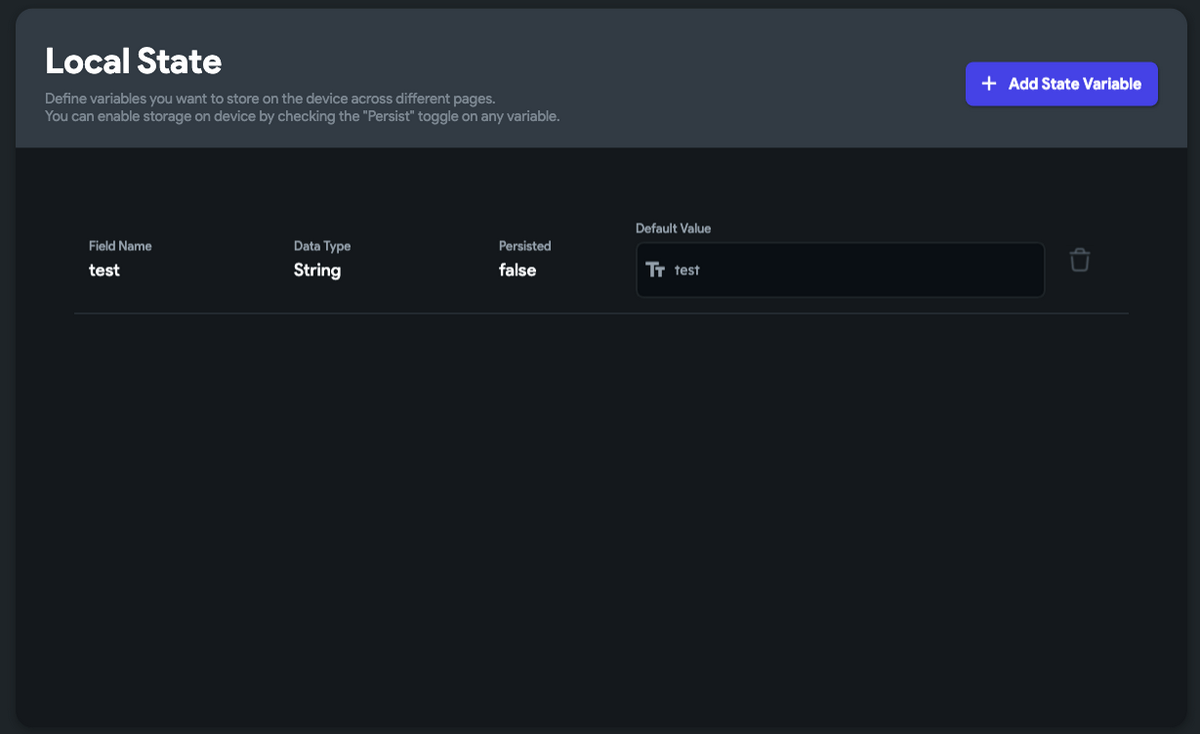 Local State
Define variables you want to store on the device across different pages.
You can enable storage on device by checking the "Persist" toggle on any variable.
+ Add State Variable
Field Name
test
Data Type
String
Persisted
false
Default Value
Tt test